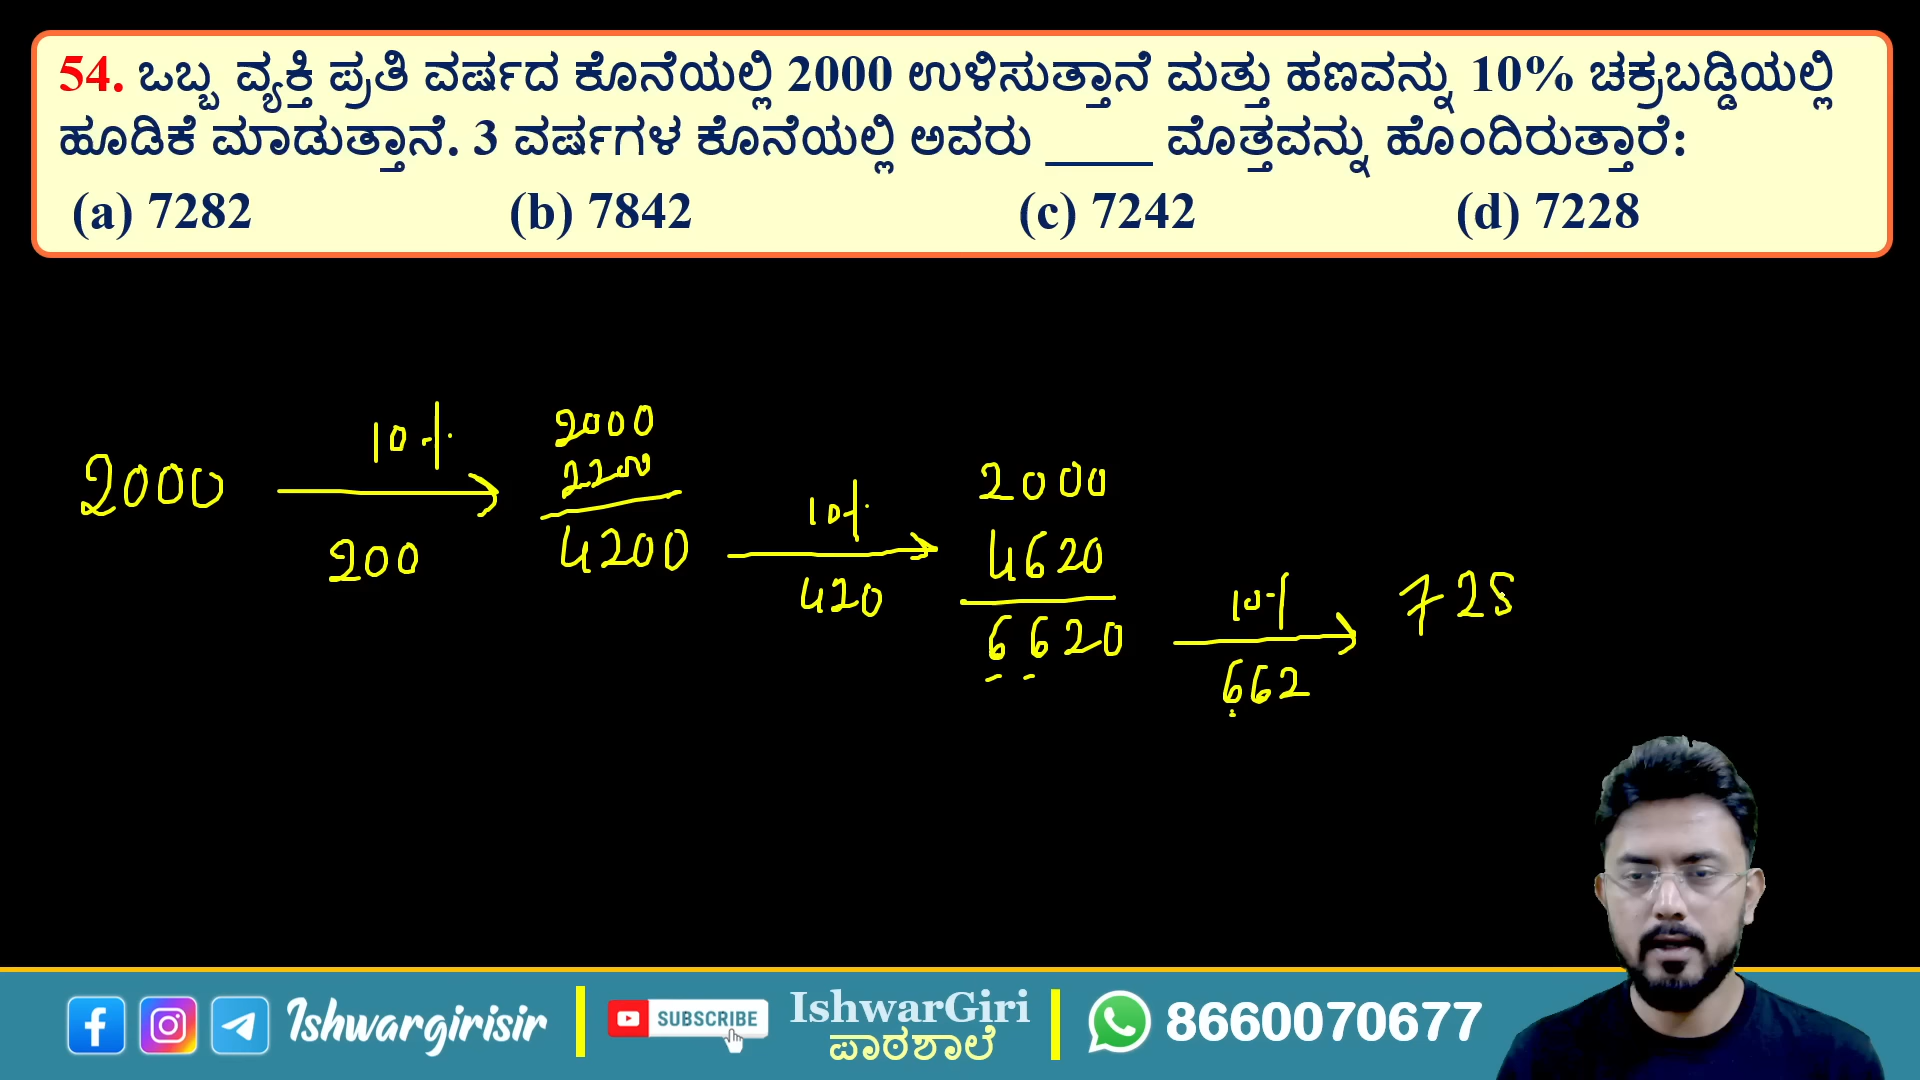 54. ಒಬ್ಬ ವ್ಯಕ್ತಿ ಪ್ರತಿ ವರ್ಷದ ಕೊನೆಯಲ್ಲಿ 2000 ಉಳಿಸುತ್ತಾನೆ ಮತ್ತು ಹಣವನ್ನು 10% ಚಕ್ರಬಡ್ಡಿಯಲ್ಲಿ
ಹೂಡಿಕೆ ಮಾಡುತ್ತಾನೆ. 3 ವರ್ಷಗಳ ಕೊನೆಯಲ್ಲಿ ಅವರು ____ ಮೊತ್ತವನ್ನು ಹೊಂದಿರುತ್ತಾರೆ:
(a) 7282 (b) 7842 (c) 7242 (d) 7228
2000
10%
200
2000
2200
4200
10%
420
2000
4620
6620
10%
662
728
Ishwargirisir
SUBSCRIBE
IshwarGiri
ಪಾಠಶಾಲೆ
8660070677